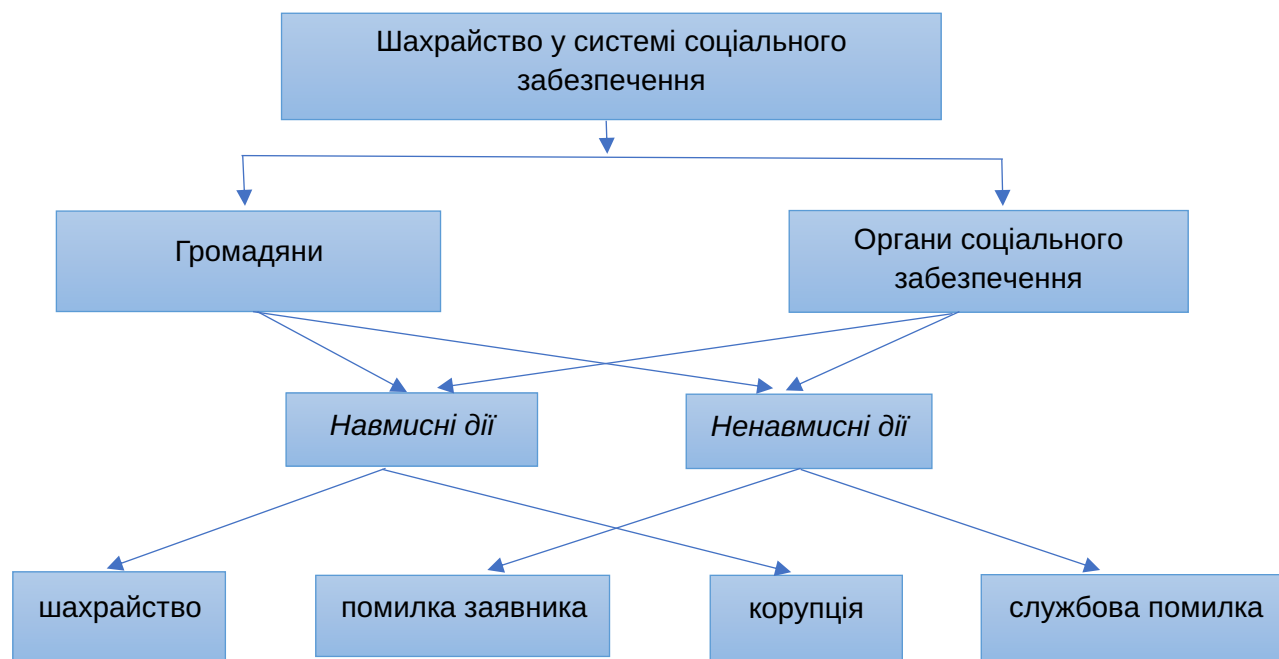 Шахрайство у системі соціального
забезпечення
Громадяни
Органи соціального
забезпечення
Навмисні дії
Ненавмисні дії
шахрайство
помилка заявника
корупція
службова помилка